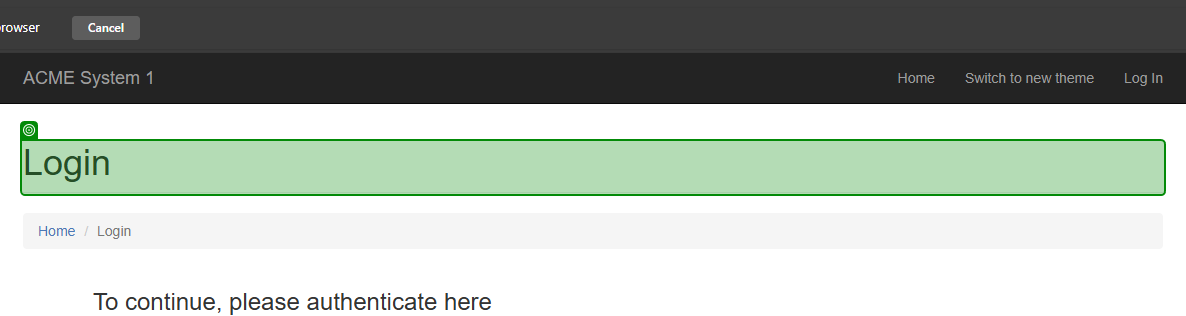 Cancel
ACME System 1 Home Switch to new theme Log In
Login
Home / Login
To continue, please authenticate here